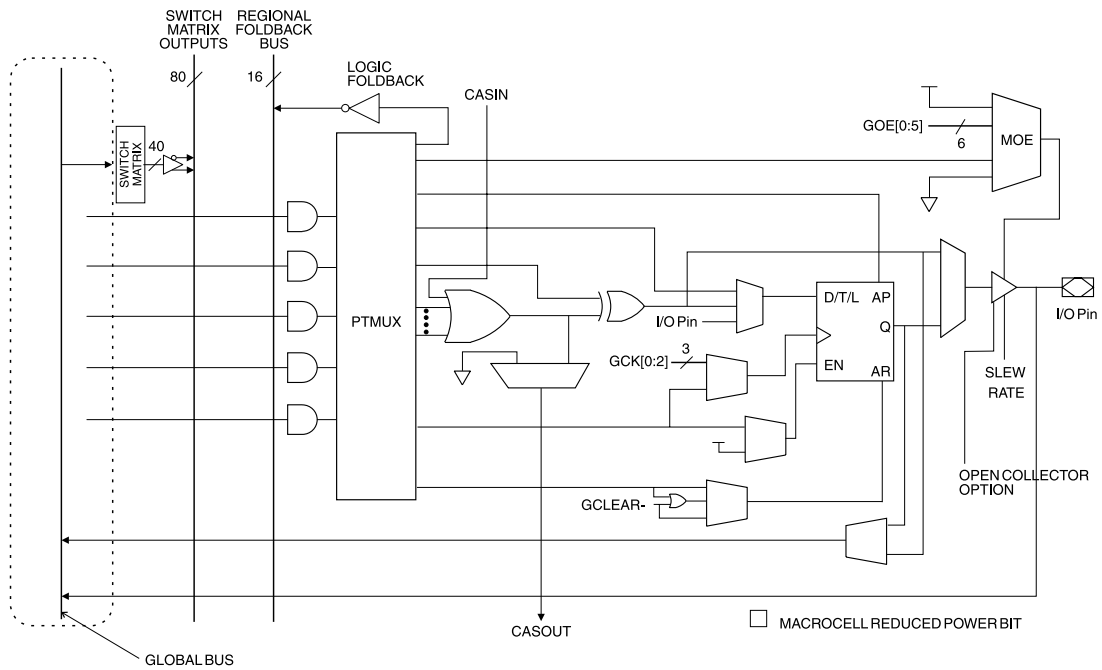 SWITCH
MATRIX
OUTPUTS
REGIONAL
FOLDBACK
BUS
80
16
LOGIC
FOLDBACK
CASIN
SWITCH
MATRIX
40
GOE[0:5]
6
MOE
PTMUX
D/T/L AP
Q
EN
AR
I/O Pin
GCK[0:2]
3
I/O Pin
SLEW
RATE
OPEN COLLECTOR
OPTION
GCLEAR-
CASOUT
MACROCELL REDUCED POWER BIT
GLOBAL BUS